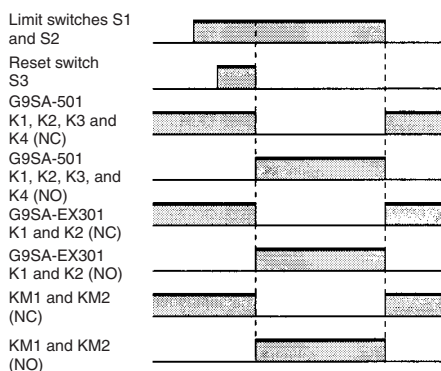 Limit switches S1
and S2
Reset switch
S3
G9SA-501
K1, K2, K3 and
K4 (NC)
G9SA-501
K1, K2, K3, and
K4 (NO)
G9SA-EX301
K1 and K2 (NC)
G9SA-EX301
K1 and K2 (NO)
KM1 and KM2
(NC)
KM1 and KM2
(NO)